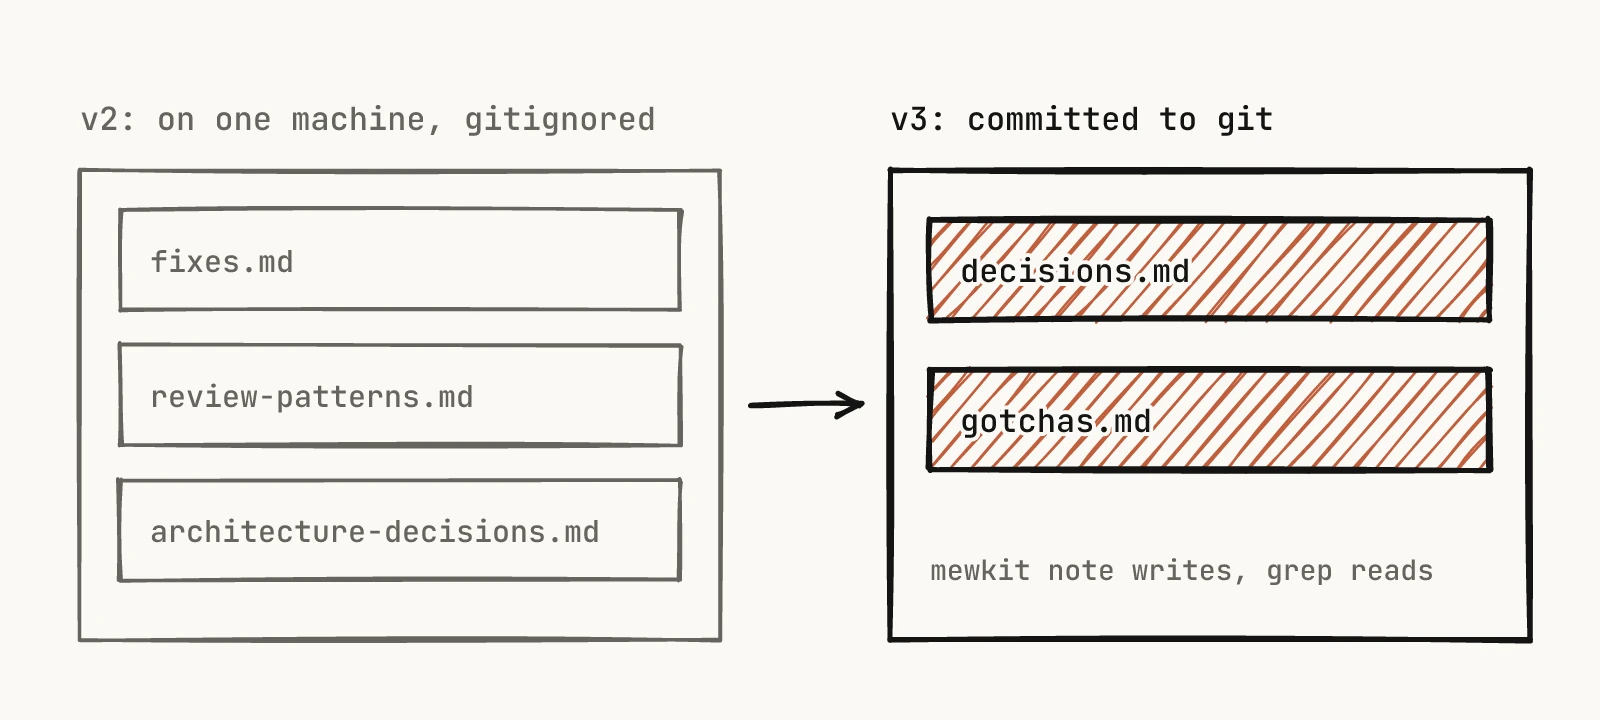 v2: on one machine, gitignored
fixes.md
review-patterns.md
architecture-decisions.md
v3: committed to git
decisions.md
gotchas.md
mewkit note writes, grep reads